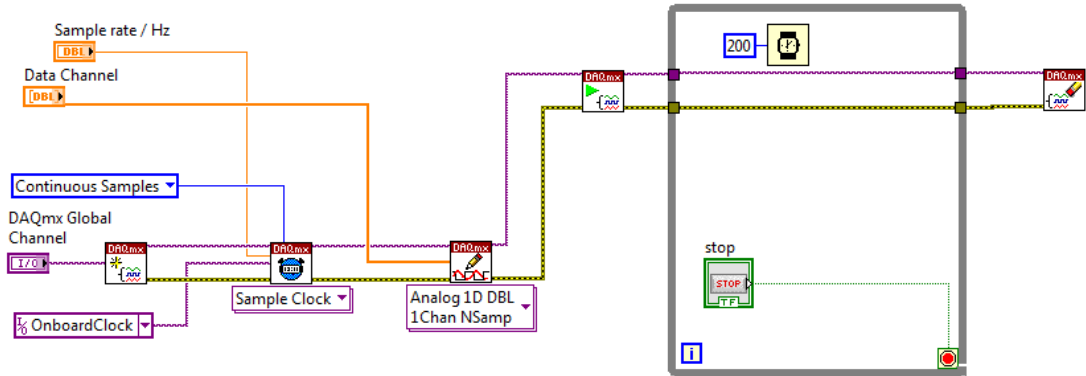 Sample rate / Hz
DBL
Data Channel
[DBL]
Continuous Samples
DAQmx Global
Channel
I/O
OnboardClock
DAQmx
DAQmx
Sample Clock
DAQmx
Analog 1D DBL
1Chan NSamp
DAQmx
200
stop
STOP
TF
i
DAQmx